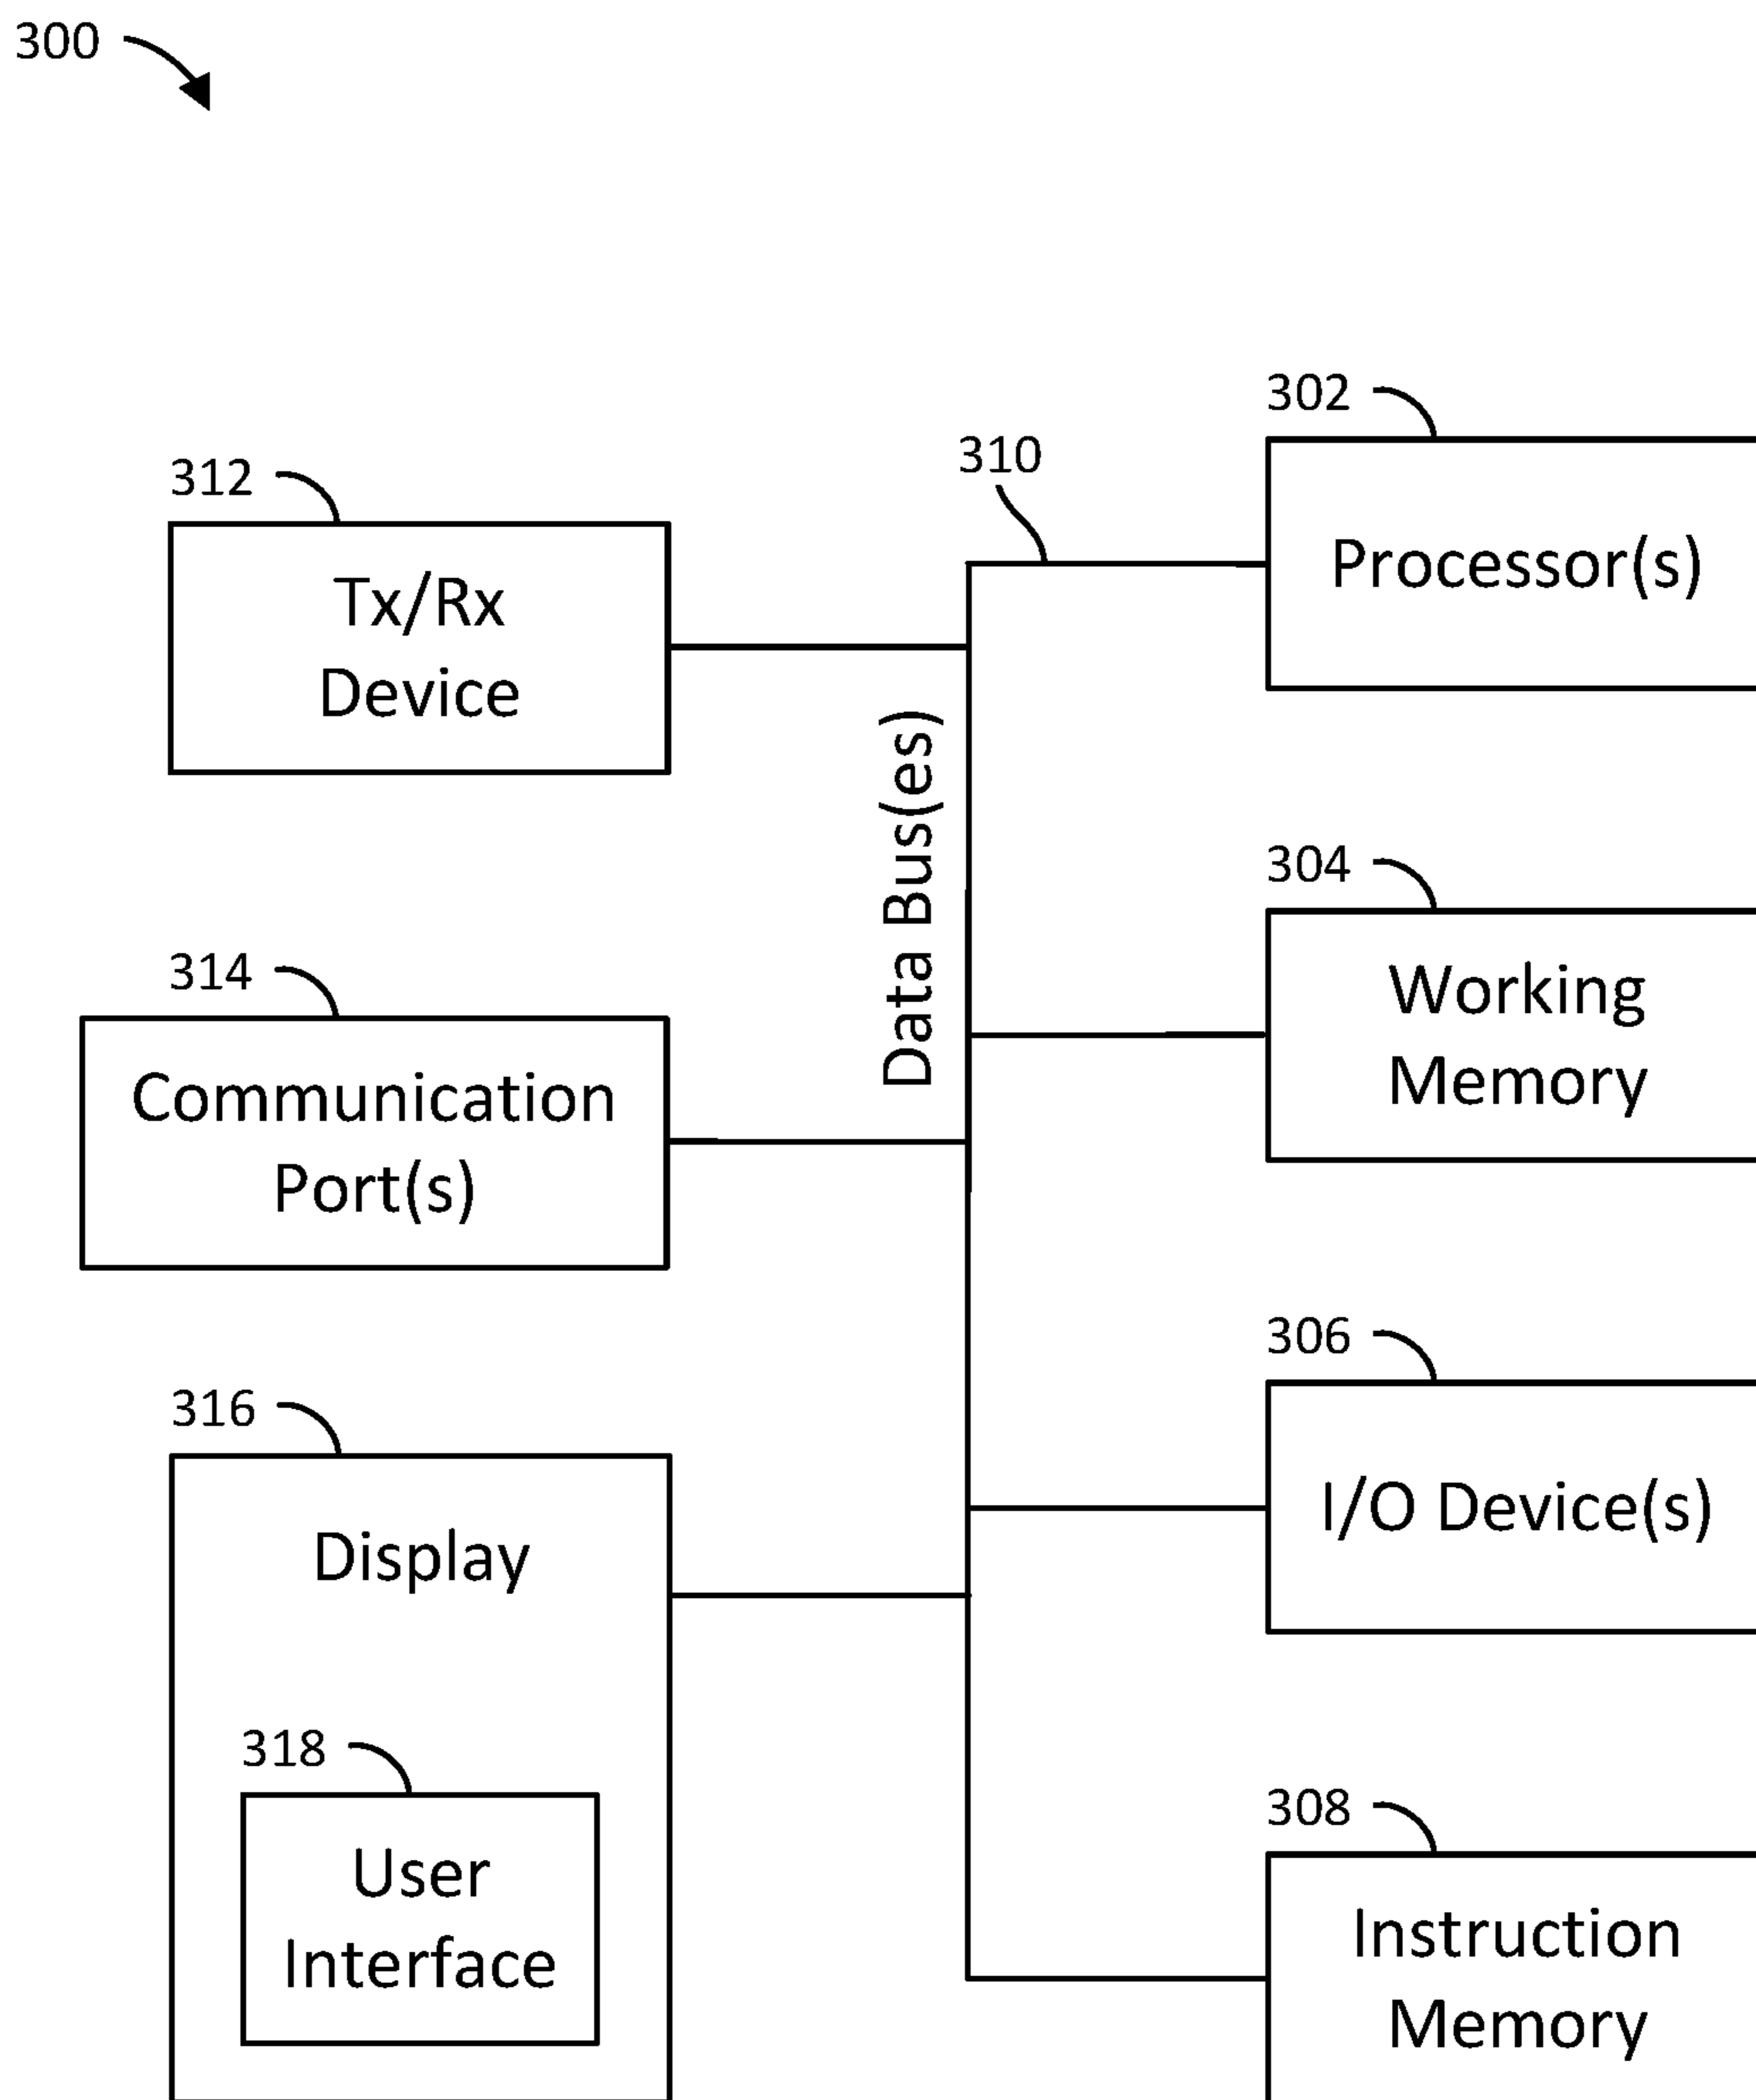 300
302
310
Processor(s)
312
Tx/Rx
Device
Data Bus(es)
304
Working
Memory
314
Communication
Port(s)
306
I/O Device(s)
316
Display
318
User
Interface
308
Instruction
Memory